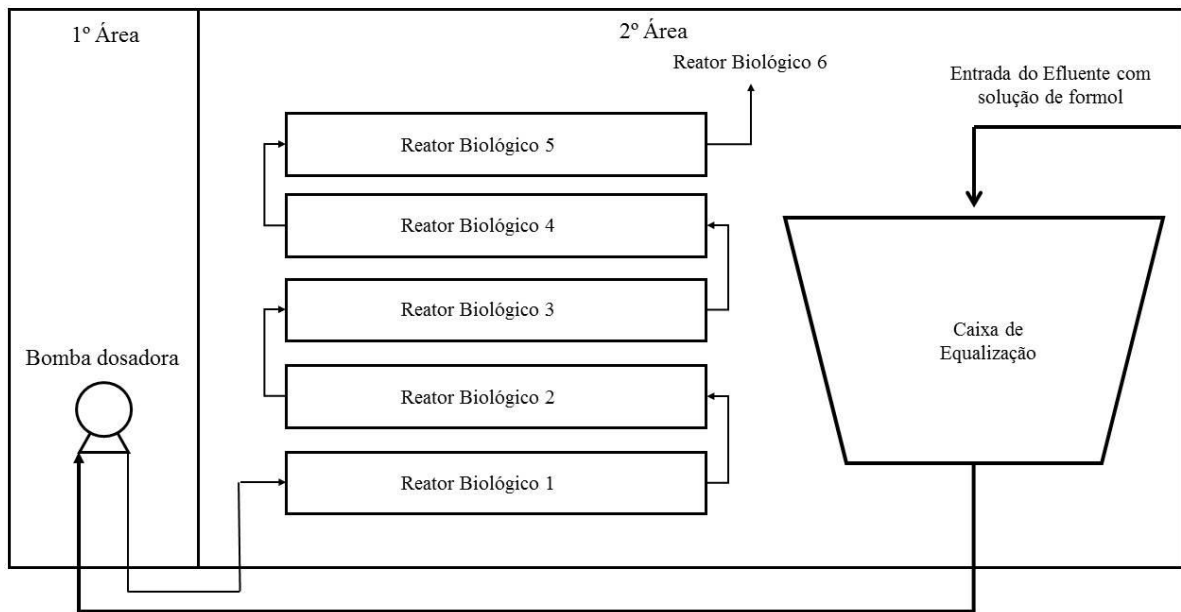 1º Área
2º Área
Reator Biológico 6
Entrada do Efluente com
solução de formol
Reator Biológico 5
Reator Biológico 4
Reator Biológico 3
Caixa de
Equalização
Bomba dosadora
Reator Biológico 2
Reator Biológico 1